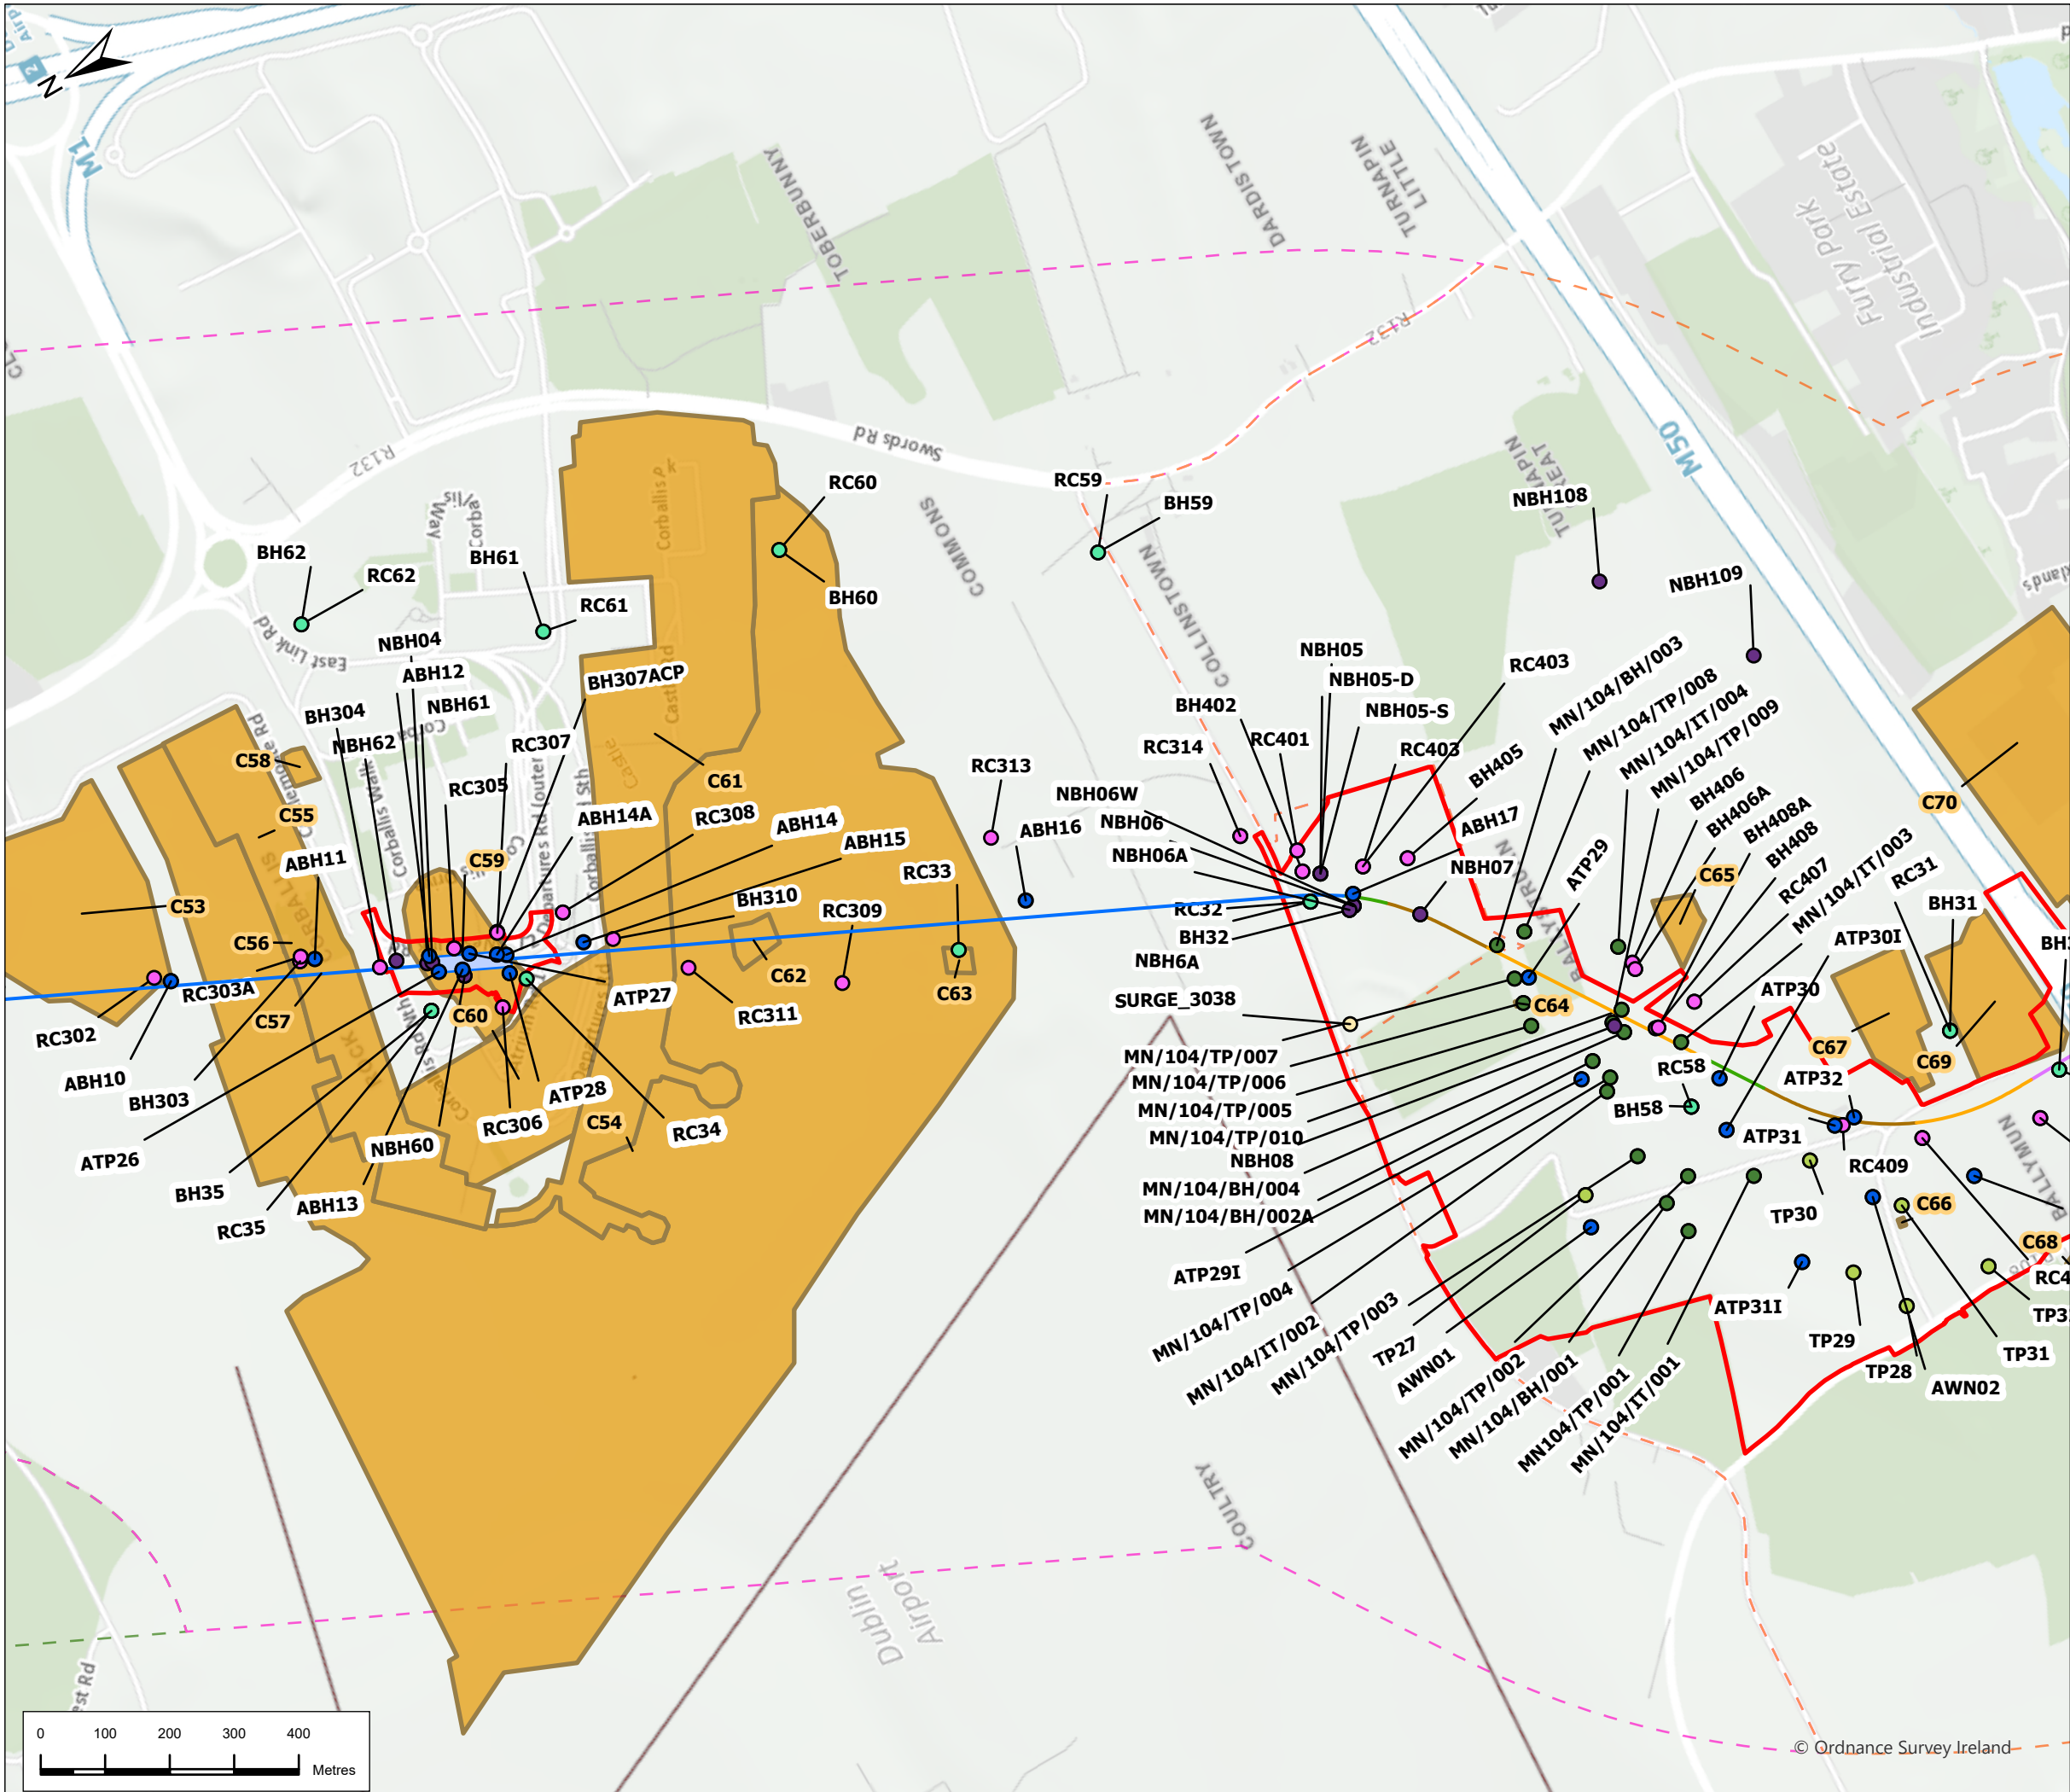 2
N
M1
TOBERBUNNY
DARDISTOWN
TURNAPIN
LITTLE
Furry Park
Industrial Estate
R132
R132
Swords Rd
M50
COMMONS
COLLINSTOWN
RC60
BH60
RC59
BH59
NBH108
NBH109
BH62
RC62
BH61
RC61
Corballis
Way
East Link Rd
NBH04
ABH12
NBH61
BH304
NBH62
RC305
RC307
BH307ACP
ABH14A
RC308
ABH14
ABH15
BH310
RC309
RC33
RC313
ABH16
C58
C55
ABH11
C59
C61
C53
C56
C57
C62
C63
C60
C54
RC302
RC303A
ABH10
BH303
ATP26
BH35
RC35
ABH13
NBH60
RC306
ATP28
RC34
ATP27
RC311
CORBALLIS
ROCK
Corballis Walk
NBH05
NBH05-D
NBH05-S
RC403
BH402
RC401
RC314
RC403
BH405
ABH17
NBH07
NBH06W
NBH06
NBH06A
RC32
BH32
NBH6A
SURGE_3038
MN/104/BH/003
MN/104/TP/008
MN/104/IT/004
MN/104/TP/009
BH406
BH406A
BH408A
BH408
RC407
MN/104/IT/003
RC31
BH31
ATP29
C65
C64
C70
ATP30I
ATP30
C67
C69
ATP32
RC58
BH58
ATP31
RC409
TP30
C66
C68
MN/104/TP/007
MN/104/TP/006
MN/104/TP/005
MN/104/TP/010
NBH08
MN/104/BH/004
MN/104/BH/002A
ATP29I
MN/104/TP/004
MN/104/IT/002
MN/104/TP/003
TP27
AWN01
MN/104/TP/002
MN/104/BH/001
MN104/TP/001
MN/104/IT/001
ATP31I
TP29
TP28
AWN02
TP31
COULTRY
Dublin
Airport
0 100 200 300 400
Metres
© Ordnance Survey Ireland